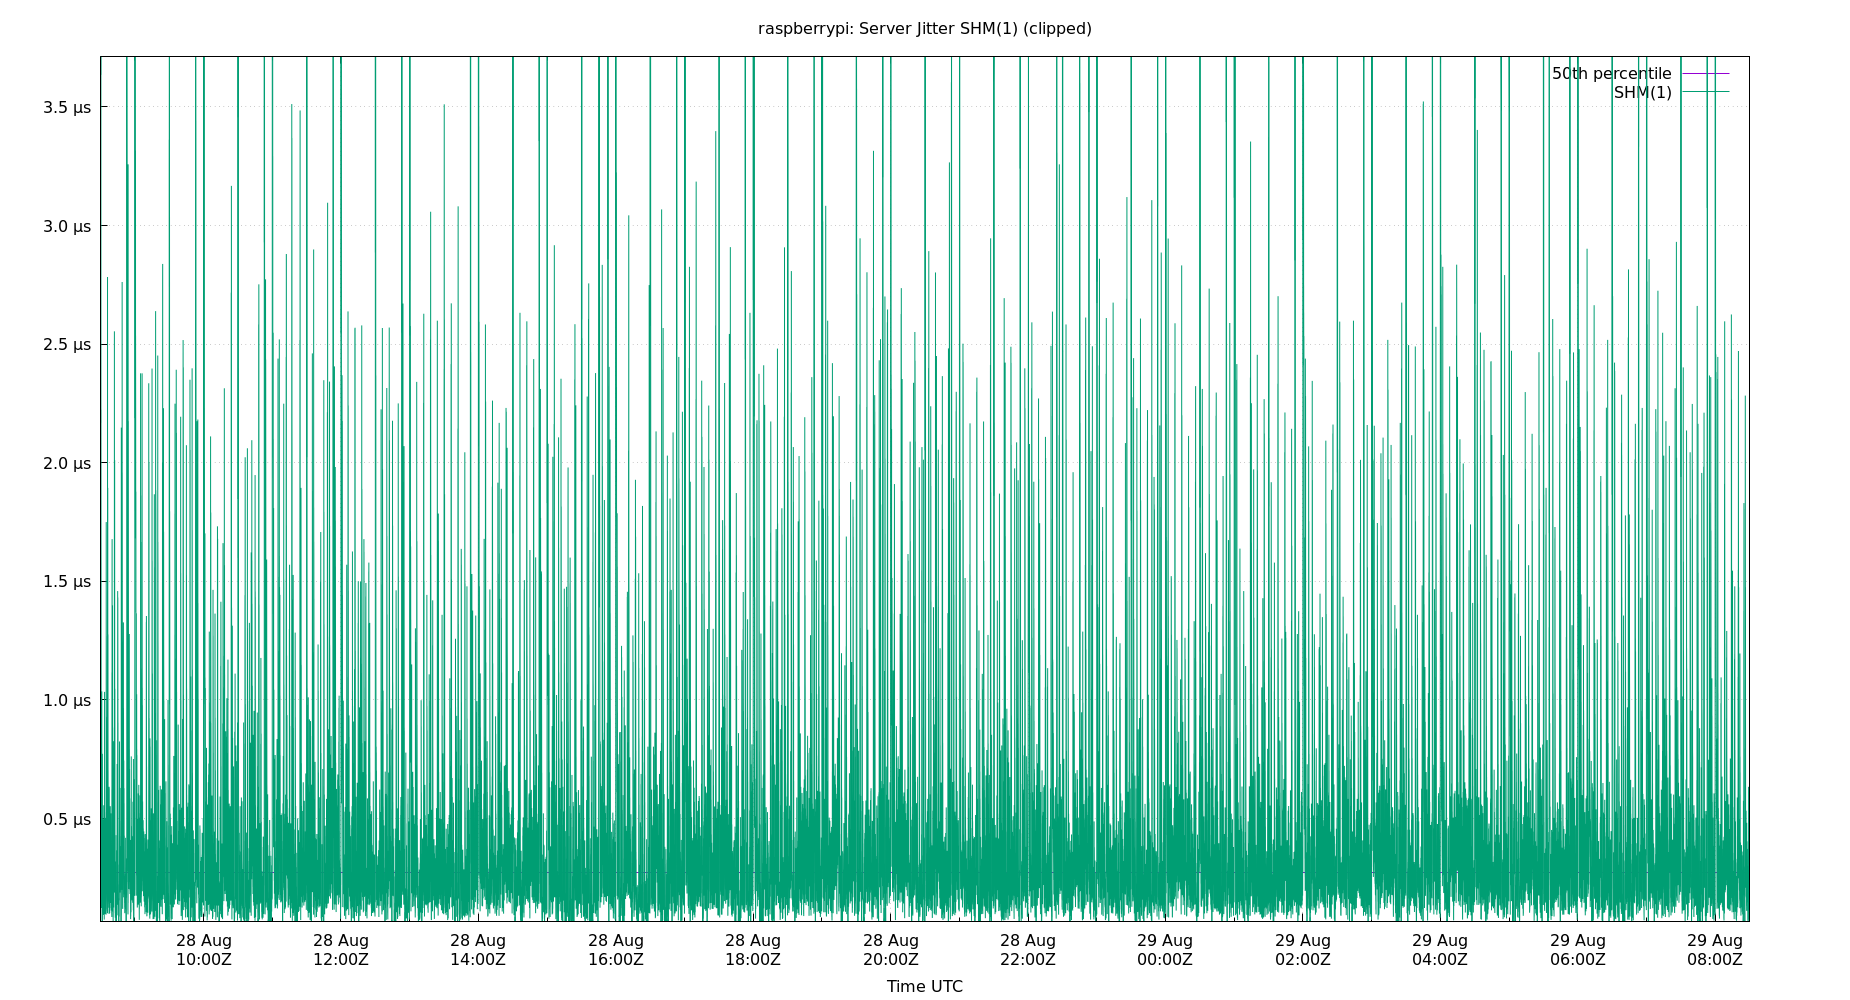 raspberrypi: Server Jitter SHM(1) (clipped)
50th percentile
SHM(1)
3.5 µs
3.0 µs
2.5 µs
2.0 µs
1.5 µs
1.0 µs
0.5 µs
28 Aug 28 Aug 28 Aug 28 Aug 28 Aug 28 Aug 28 Aug 29 Aug 29 Aug 29 Aug 29 Aug 29 Aug
10:00Z 12:00Z 14:00Z 16:00Z 18:00Z 20:00Z 22:00Z 00:00Z 02:00Z 04:00Z 06:00Z 08:00Z
Time UTC